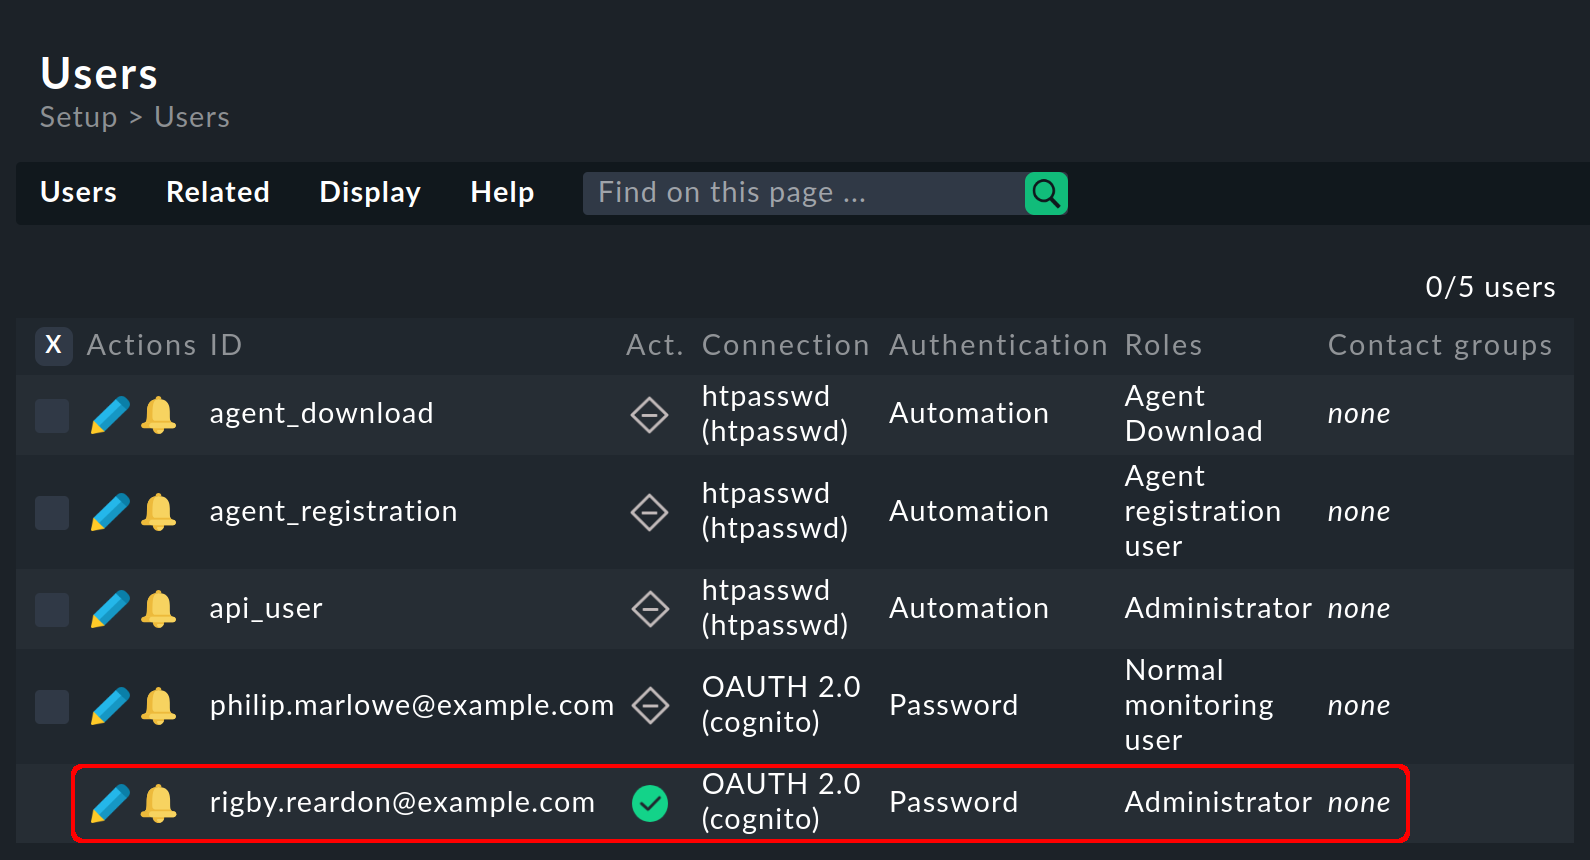 Users
Setup > Users
Users Related Display Help Find on this page ...
0/5 users
X Actions ID Act. Connection Authentication Roles Contact groups
agent_download htpasswd (htpasswd) Automation Agent Download none
agent_registration htpasswd (htpasswd) Automation Agent registration user none
api_user htpasswd (htpasswd) Automation Administrator none
philip.marlowe@example.com OAUTH 2.0 (cognito) Password Normal monitoring user none
rigby.reardon@example.com OAUTH 2.0 (cognito) Password Administrator none